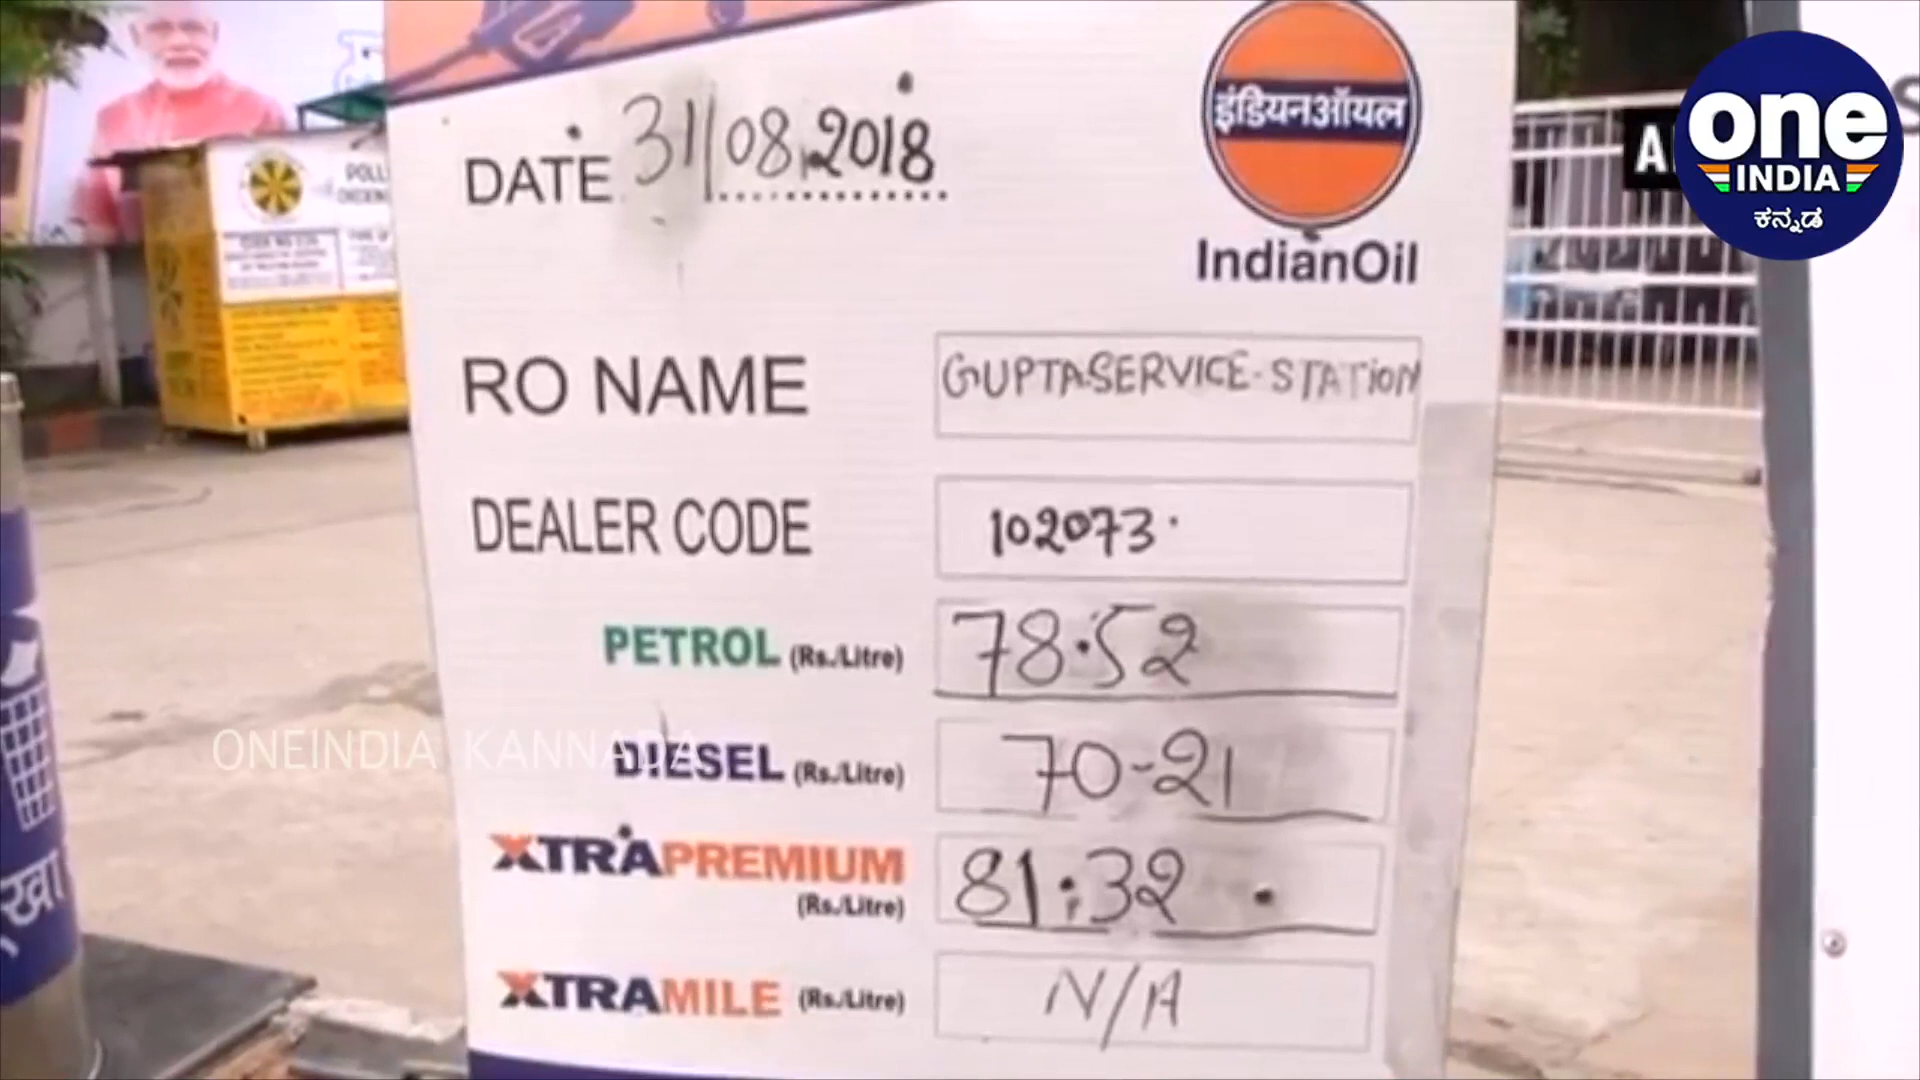 DATE 31/08.2018
इंडियनऑयल
IndianOil
RO NAME GUPTA.SERVICE-STATION
DEALER CODE 102073.
PETROL (Rs./Litre) 78.52
DIESEL (Rs./Litre) 70-21
XTRAPREMIUM (Rs./Litre) 81:32
XTRAMILE (Rs./Litre) N/A
one
INDIA
ಕನ್ನಡ
ONEINDIA KANNADA
POLL